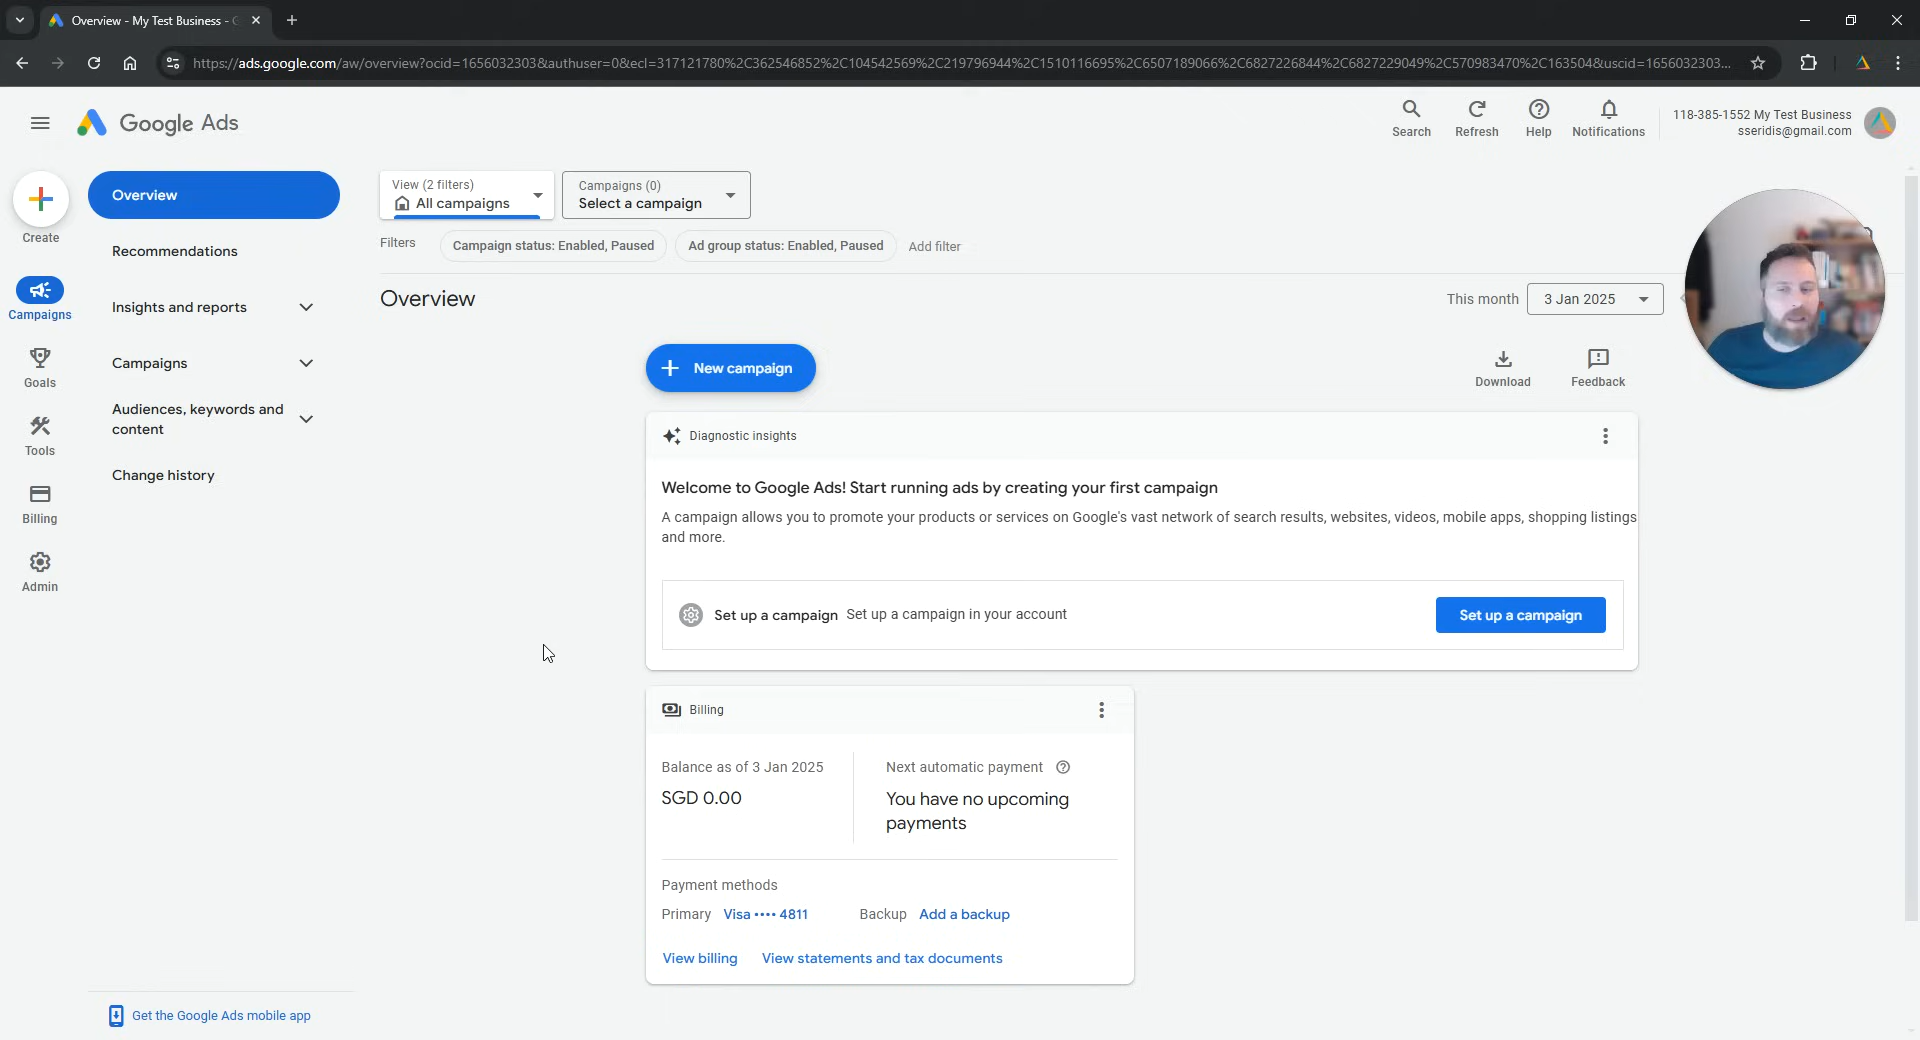 Overview - My Test Business - G
https://ads.google.com/aw/overview?ocid=1656032303&authuser=0&ecl=317121780%2C362546852%2C104542569%2C219796944%2C1510116695%2C6507189066%2C6827226844%2C6827229049%2C570983470%2C163504&uscid=1656032303...
Google Ads
Search
Refresh
Help
Notifications
118-385-1552 My Test Business
sseridis@gmail.com
Create
Campaigns
Goals
Tools
Billing
Admin
Overview
Recommendations
Insights and reports
Campaigns
Audiences, keywords and
content
Change history
Get the Google Ads mobile app
View (2 filters)
All campaigns
Campaigns (0)
Select a campaign
Filters
Campaign status: Enabled, Paused
Ad group status: Enabled, Paused
Add filter
Overview
This month
3 Jan 2025
New campaign
Download
Feedback
Diagnostic insights
Welcome to Google Ads! Start running ads by creating your first campaign
A campaign allows you to promote your products or services on Google's vast network of search results, websites, videos, mobile apps, shopping listings
and more.
Set up a campaign Set up a campaign in your account
Set up a campaign
Billing
Balance as of 3 Jan 2025
SGD 0.00
Next automatic payment
You have no upcoming
payments
Payment methods
Primary Visa •••• 4811
Backup Add a backup
View billing
View statements and tax documents